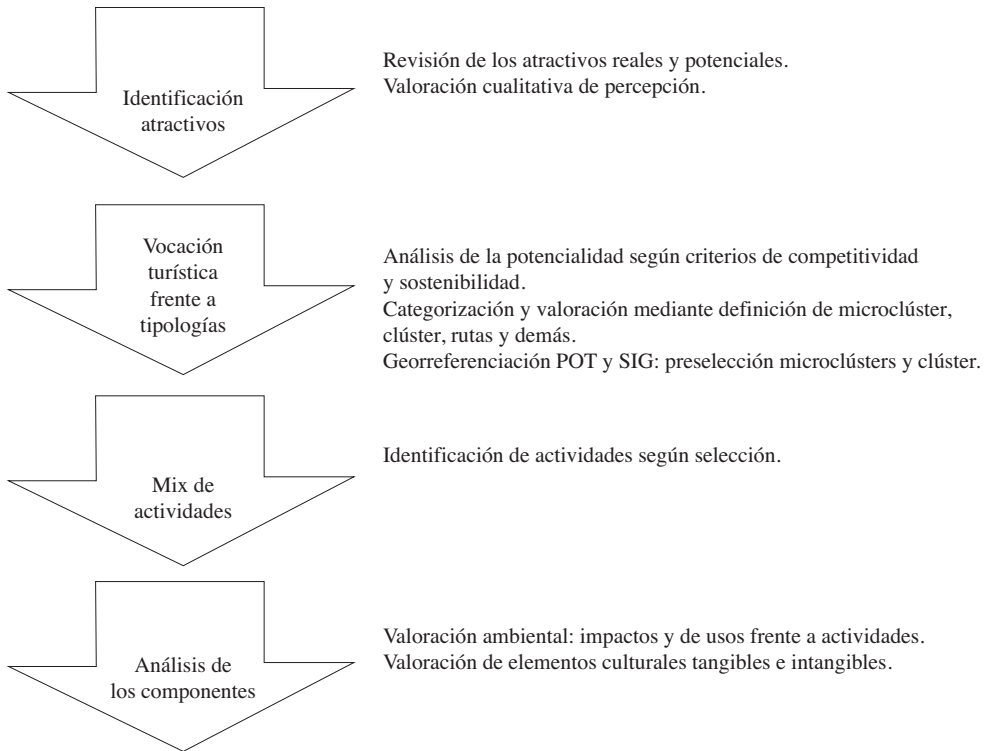 Identificación
atractivos
Revisión de los atractivos reales y potenciales.
Valoración cualitativa de percepción.
Vocación
turística
frente a
tipologías
Análisis de la potencialidad según criterios de competitividad
y sostenibilidad.
Categorización y valoración mediante definición de microclúster,
clúster, rutas y demás.
Georreferenciación POT y SIG: preselección microclústers y clúster.
Mix de
actividades
Identificación de actividades según selección.
Análisis de
los componentes
Valoración ambiental: impactos y de usos frente a actividades.
Valoración de elementos culturales tangibles e intangibles.